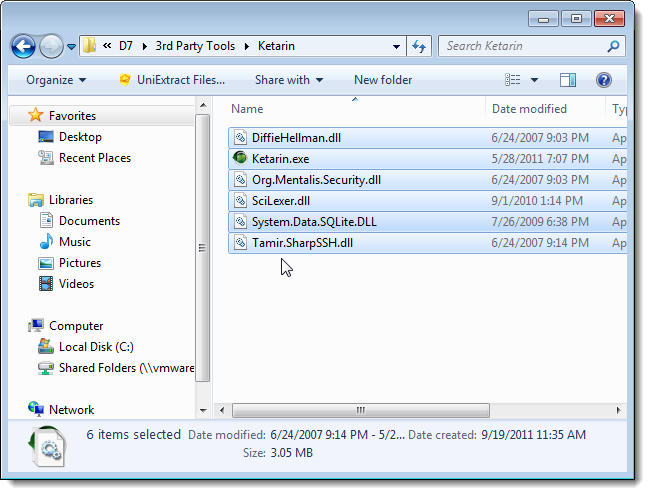 « D7 ▸ 3rd Party Tools ▸ Ketarin
Search Ketarin
Organize UniExtract Files... Share with New folder
Name Date modified Ty
Favorites
Desktop
Recent Places
Libraries
Documents
Music
Pictures
Videos
Computer
Local Disk (C:)
Shared Folders (\\vmware
Network
DiffieHellman.dll 6/24/2007 9:03 PM Ap
Ketarin.exe 5/28/2011 7:07 PM Ap
Org.Mentalis.Security.dll 6/24/2007 9:03 PM Ap
SciLexer.dll 9/1/2010 1:14 PM Ap
System.Data.SQLite.DLL 7/26/2009 6:38 PM Ap
Tamir.SharpSSH.dll 6/24/2007 9:14 PM Ap
6 items selected Date modified: 6/24/2007 9:14 PM - 5/2... Date created: 9/19/2011 11:35 AM
Size: 3.05 MB